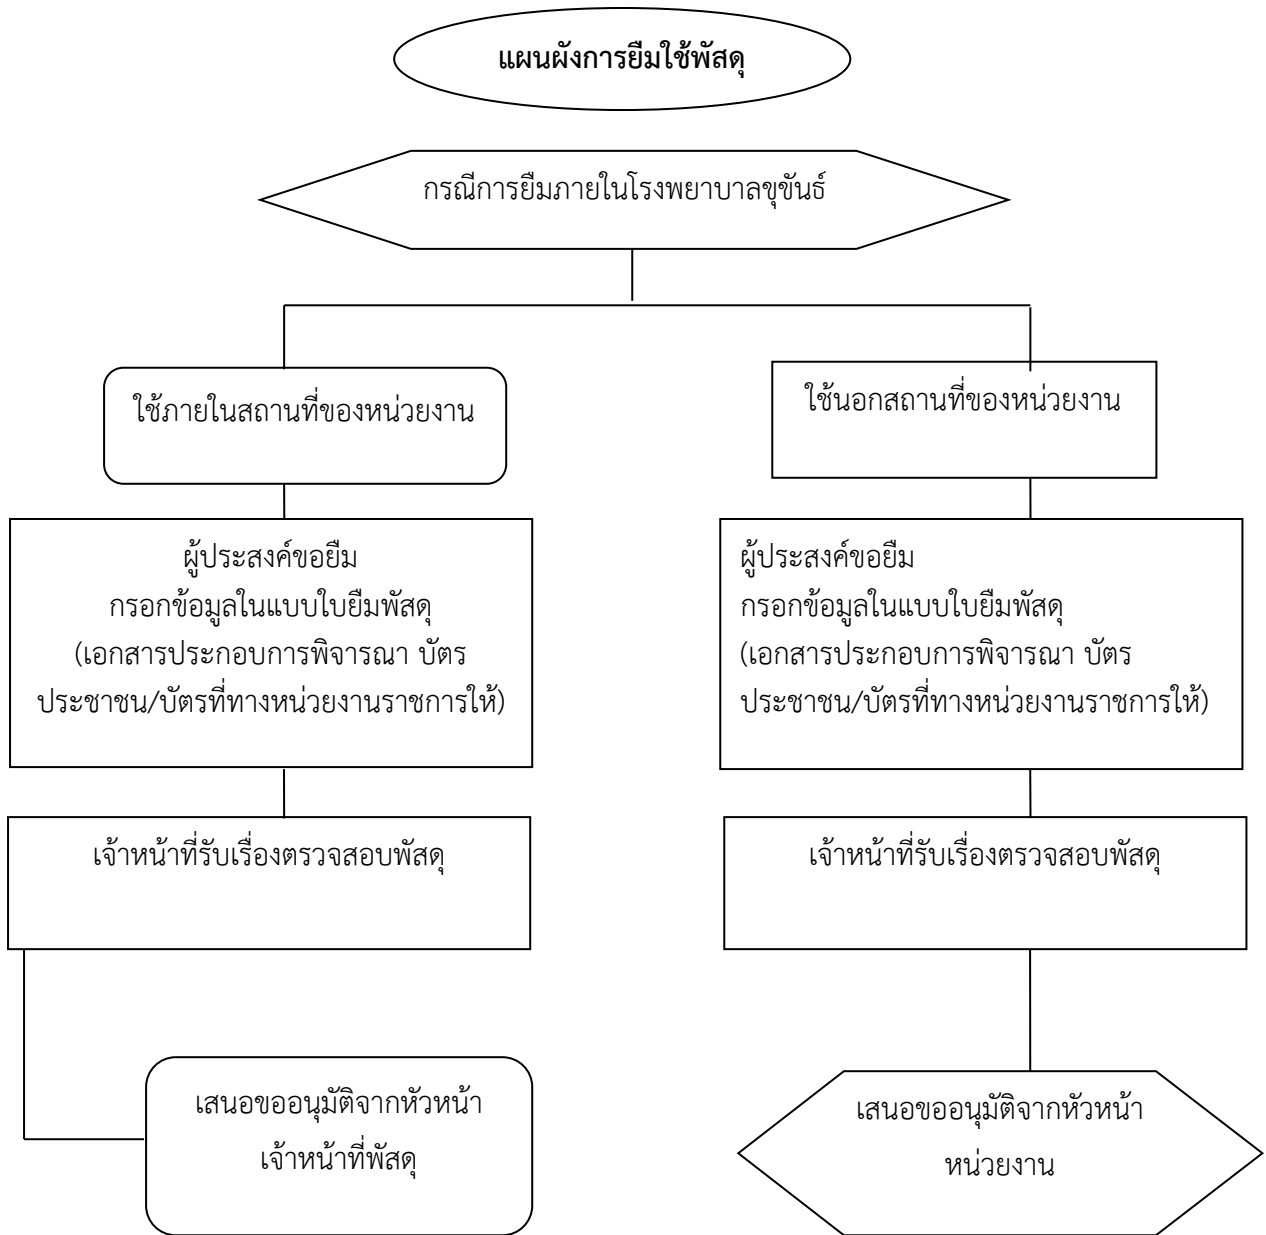 แผนผังการยืมใช้พัสดุ
กรณีการยืมภายในโรงพยาบาลขุขันธ์
ใช้ภายในสถานที่ของหน่วยงาน
ใช้นอกสถานที่ของหน่วยงาน
ผู้ประสงค์ขอยืม
กรอกข้อมูลในแบบใบยืมพัสดุ
(เอกสารประกอบการพิจารณา บัตร
ประชาชน/บัตรที่ทางหน่วยงานราชการให้)
ผู้ประสงค์ขอยืม
กรอกข้อมูลในแบบใบยืมพัสดุ
(เอกสารประกอบการพิจารณา บัตร
ประชาชน/บัตรที่ทางหน่วยงานราชการให้)
เจ้าหน้าที่รับเรื่องตรวจสอบพัสดุ
เจ้าหน้าที่รับเรื่องตรวจสอบพัสดุ
เสนอขออนุมัติจากหัวหน้า
เจ้าหน้าที่พัสดุ
เสนอขออนุมัติจากหัวหน้า
หน่วยงาน